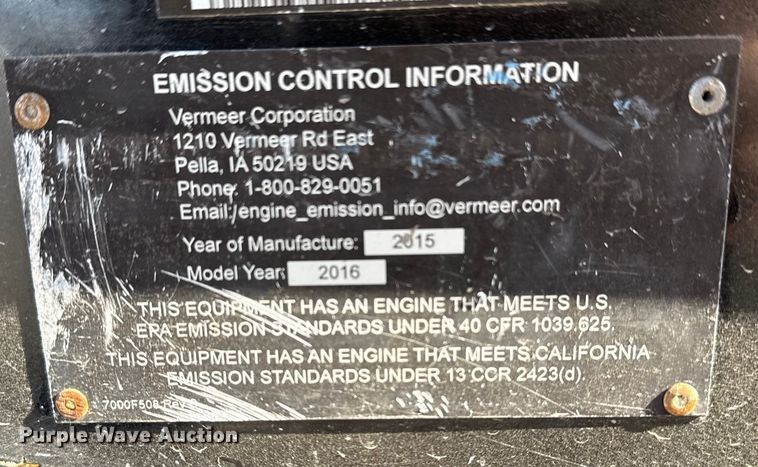 EMISSION CONTROL INFORMATION
Vermeer Corporation
1210 Vermeer Rd East
Pella, IA 50219 USA
Phone: 1-800-829-0051
Email:/engine_emission_info@vermeer.com
Year of Manufacture: 2015
Model Year: 2016
THIS EQUIPMENT HAS AN ENGINE THAT MEETS U.S.
EPA EMISSION STANDARDS UNDER 40 CFR 1039.625.
THIS EQUIPMENT HAS AN ENGINE THAT MEETS CALIFORNIA
EMISSION STANDARDS UNDER 13 CCR 2423(d).
7000F508 Rev
Purple Wave Auction